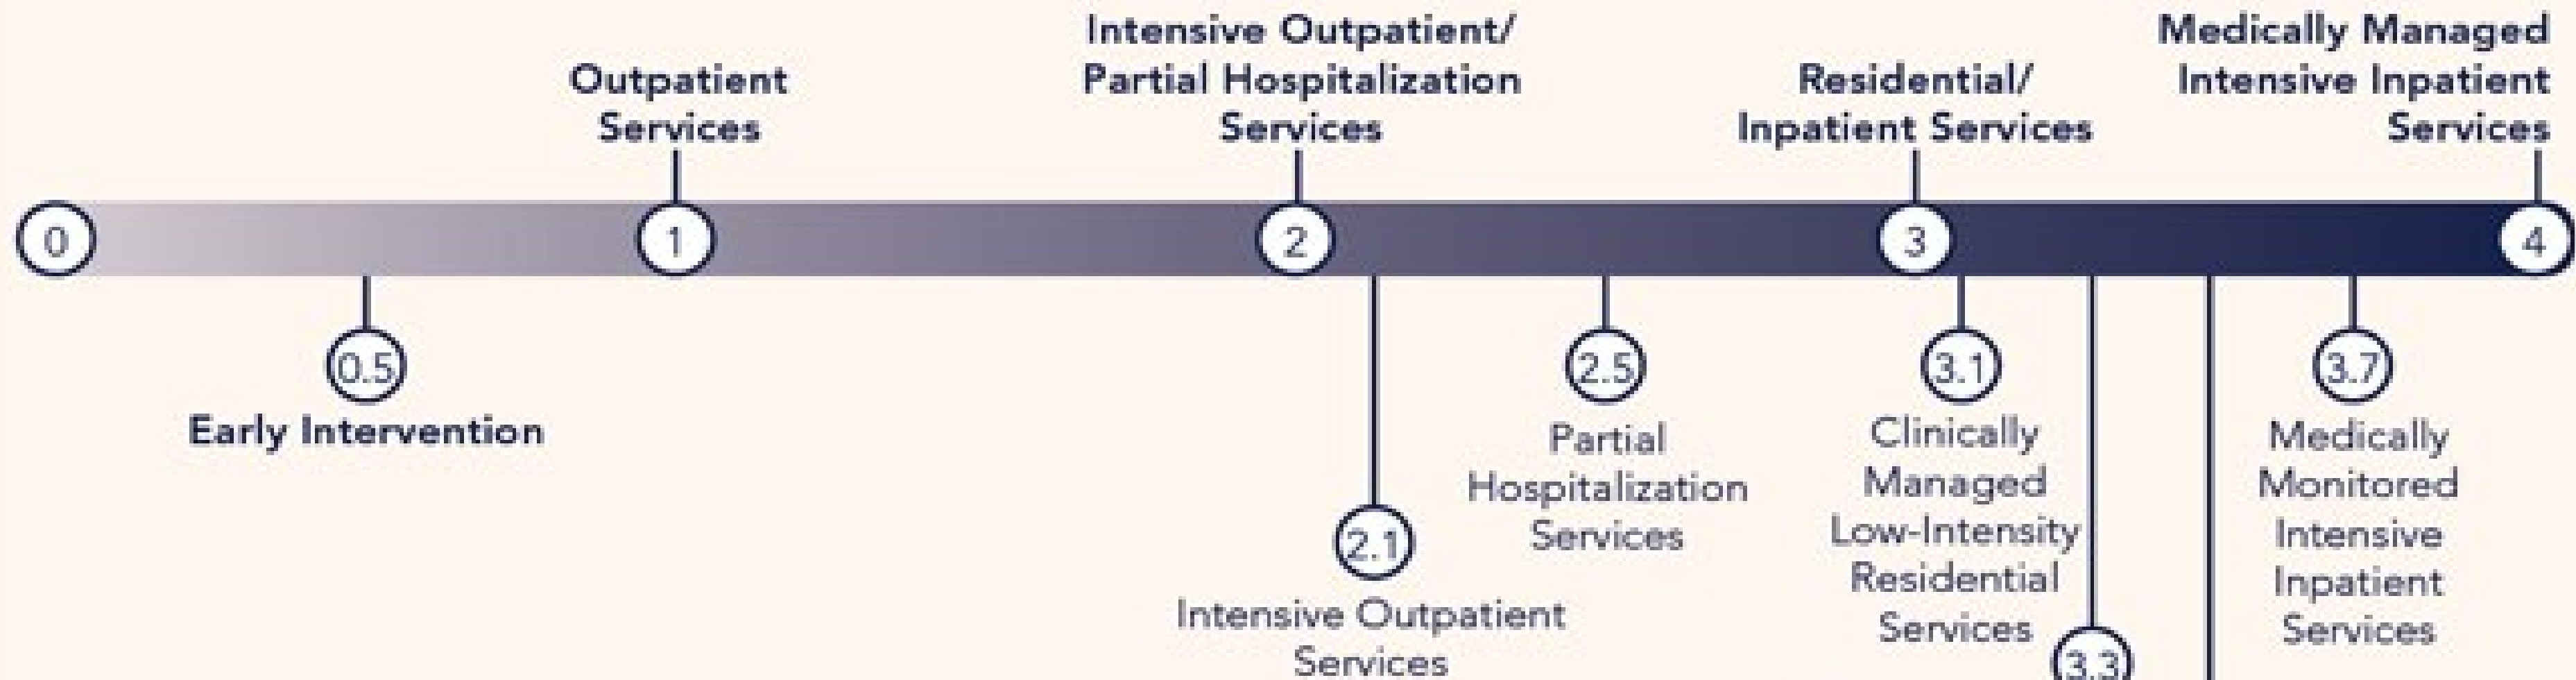 Outpatient
Services
Intensive Outpatient/
Partial Hospitalization
Services
Residential/
Inpatient Services
Medically Managed
Intensive Inpatient
Services
0
1
2
3
4
0.5
Early Intervention
2.1
Intensive Outpatient
Services
2.5
Partial
Hospitalization
Services
3.1
Clinically
Managed
Low-Intensity
Residential
Services
3.3
3.7
Medically
Monitored
Intensive
Inpatient
Services